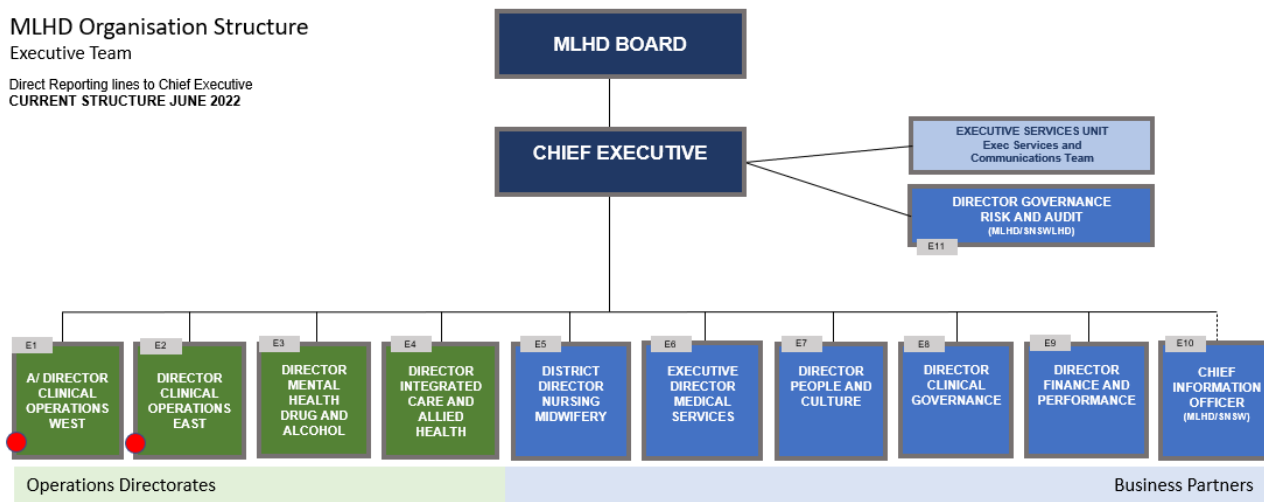 MLHD Organisation Structure
Executive Team
Direct Reporting lines to Chief Executive
CURRENT STRUCTURE JUNE 2022
MLHD BOARD
CHIEF EXECUTIVE
EXECUTIVE SERVICES UNIT
Exec Services and
Communications Team
DIRECTOR GOVERNANCE
RISK AND AUDIT
(MLHD/SNSWLHD)
E11
E1
A/ DIRECTOR
CLINICAL
OPERATIONS
WEST
E2
DIRECTOR
CLINICAL
OPERATIONS
EAST
E3
DIRECTOR
MENTAL
HEALTH
DRUG AND
ALCOHOL
E4
DIRECTOR
INTEGRATED
CARE AND
ALLIED
HEALTH
E5
DISTRICT
DIRECTOR
NURSING
MIDWIFERY
E6
EXECUTIVE
DIRECTOR
MEDICAL
SERVICES
E7
DIRECTOR
PEOPLE AND
CULTURE
E8
DIRECTOR
CLINICAL
GOVERNANCE
E9
DIRECTOR
FINANCE AND
PERFORMANCE
E10
CHIEF
INFORMATION
OFFICER
(MLHD/SNSW)
Operations Directorates
Business Partners